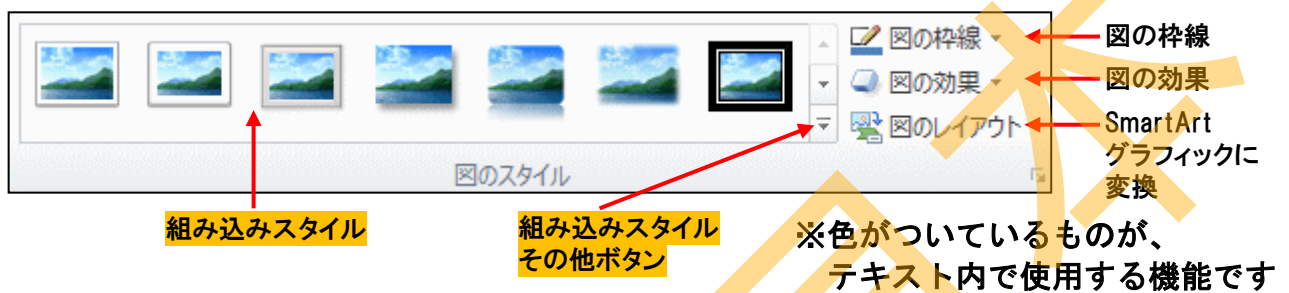 図の枠線
図の効果
図のレイアウト
図のスタイル
図の枠線
図の効果
SmartArt
グラフィックに
変換
組み込みスタイル
組み込みスタイル
その他ボタン
※色がついているものが、
テキスト内で使用する機能です